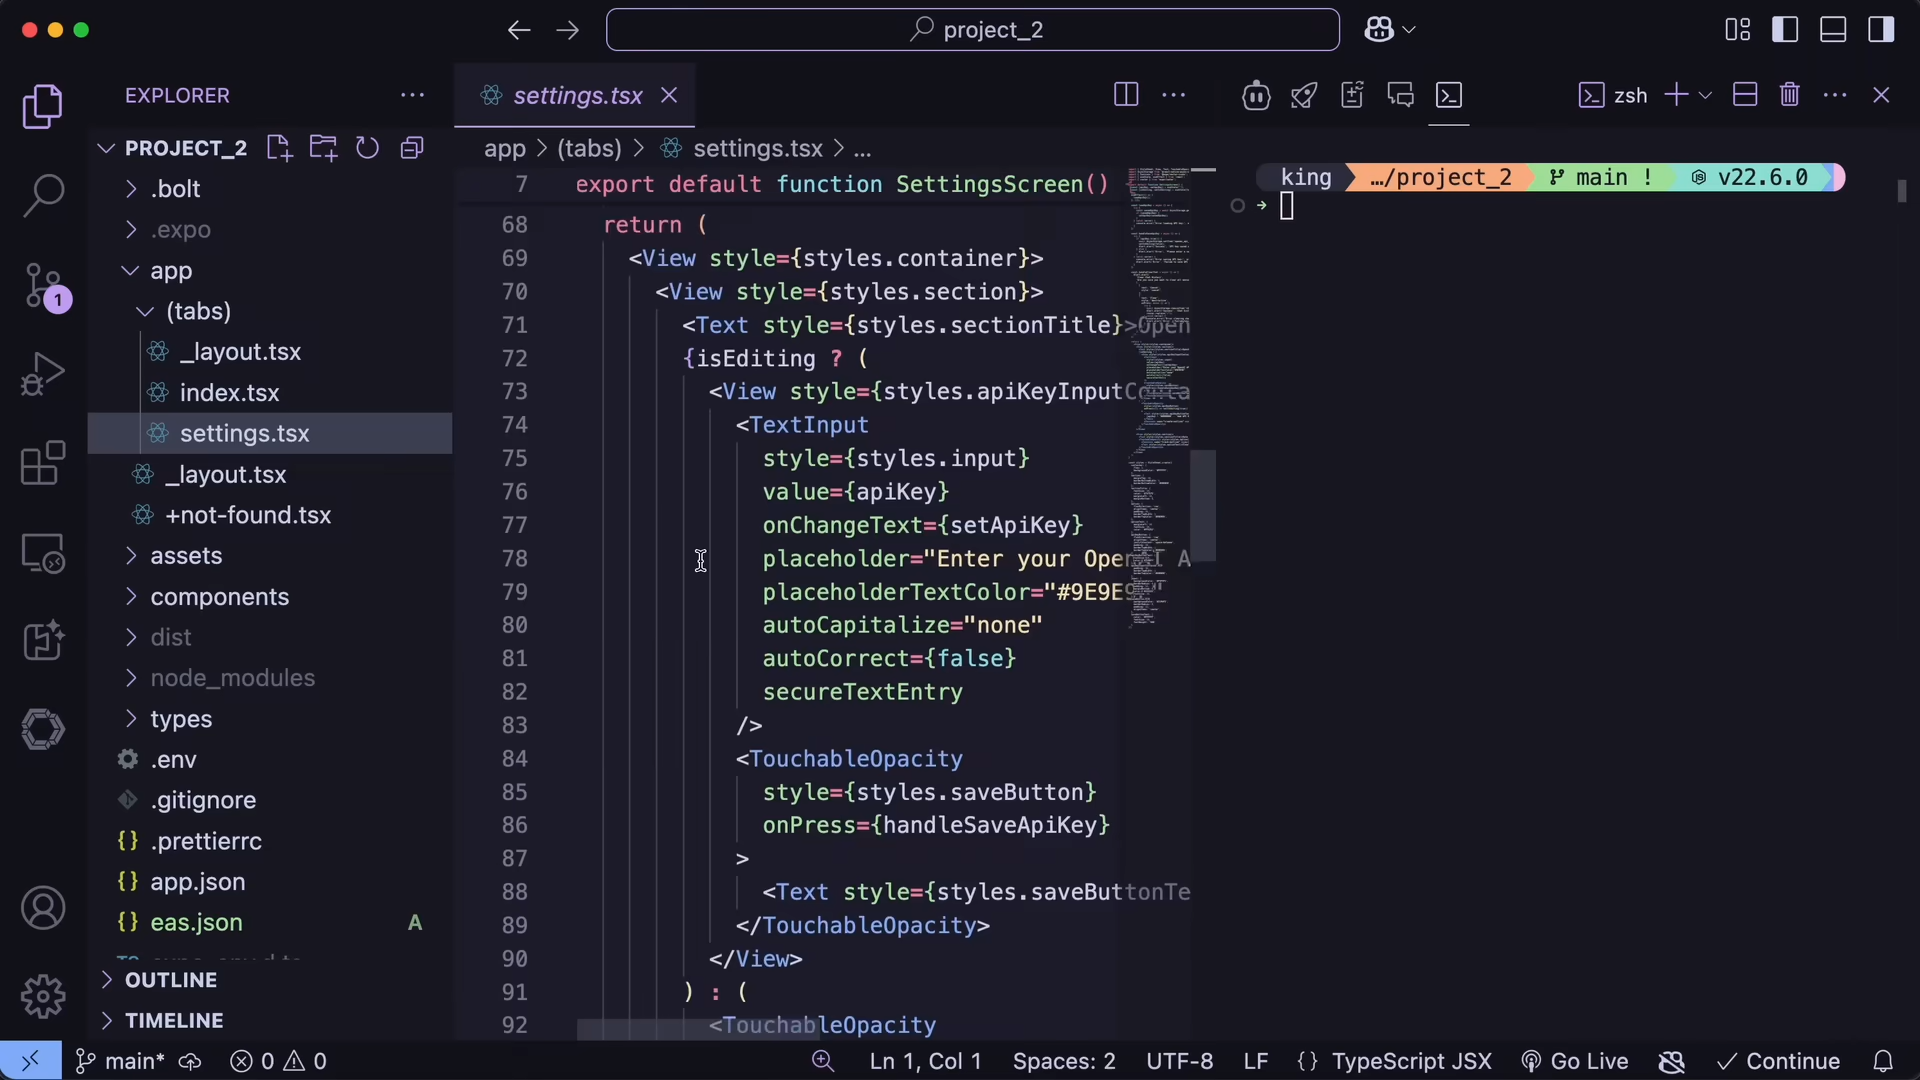 project_2
EXPLORER
PROJECT_2
.bolt
.expo
app
(tabs)
_layout.tsx
index.tsx
settings.tsx
_layout.tsx
+not-found.tsx
assets
components
dist
node_modules
types
.env
.gitignore
.prettierrc
app.json
eas.json A
OUTLINE
TIMELINE
1
settings.tsx
app > (tabs) > settings.tsx > ...
7 export default function SettingsScreen()
68 return (
69 <View style={styles.container}>
70 <View style={styles.section}>
71 <Text style={styles.sectionTitle}>Open
72 {isEditing ? (
73 <View style={styles.apiKeyInputConta
74 <TextInput
75 style={styles.input}
76 value={apiKey}
77 onChangeText={setApiKey}
78 placeholder="Enter your OpenAI A
79 placeholderTextColor="#9E9E9
80 autoCapitalize="none"
81 autoCorrect={false}
82 secureTextEntry
83 />
84 <TouchableOpacity
85 style={styles.saveButton}
86 onPress={handleSaveApiKey}
87 >
88 <Text style={styles.saveButtonTe
89 </TouchableOpacity>
90 </View>
91 ) : (
92 <TouchableOpacity
zsh
king …/project_2 main ! v22.6.0
main* 0 0 Ln 1, Col 1 Spaces: 2 UTF-8 LF {} TypeScript JSX Go Live Continue